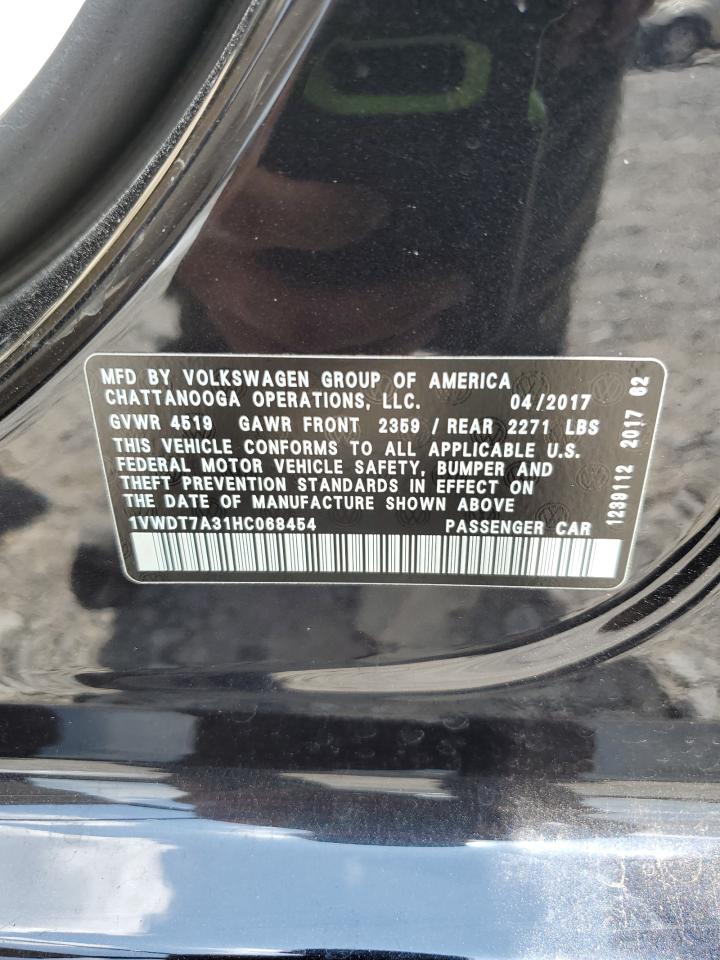 MFD BY VOLKSWAGEN GROUP OF AMERICA
CHATTANOOGA OPERATIONS, LLC. 04/2017
GVWR 4519 GAWR FRONT 2359 / REAR 2271 LBS
THIS VEHICLE CONFORMS TO ALL APPLICABLE U.S.
FEDERAL MOTOR VEHICLE SAFETY, BUMPER AND
THEFT PREVENTION STANDARDS IN EFFECT ON
THE DATE OF MANUFACTURE SHOWN ABOVE
1VWDT7A31HC068454 PASSENGER CAR
1239112 2017 62